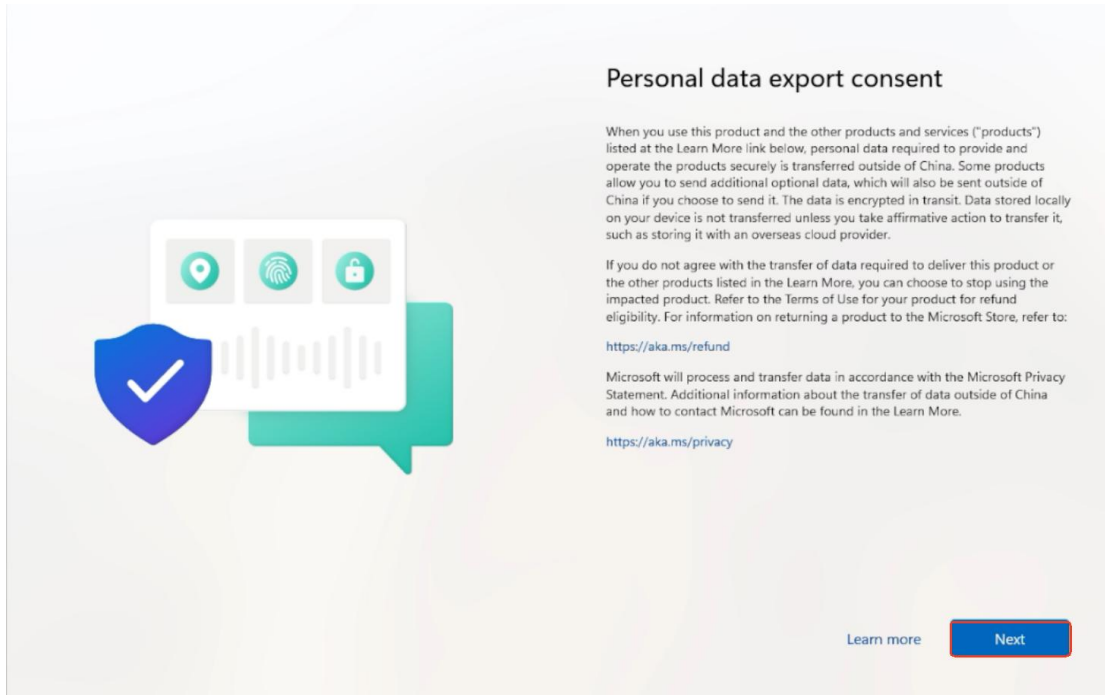 Personal data export consent
When you use this product and the other products and services ("products")
listed at the Learn More link below, personal data required to provide and
operate the products securely is transferred outside of China. Some products
allow you to send additional optional data, which will also be sent outside of
China if you choose to send it. The data is encrypted in transit. Data stored locally
on your device is not transferred unless you take affirmative action to transfer it,
such as storing it with an overseas cloud provider.
If you do not agree with the transfer of data required to deliver this product or
the other products listed in the Learn More, you can choose to stop using the
impacted product. Refer to the Terms of Use for your product for refund
eligibility. For information on returning a product to the Microsoft Store, refer to:
https://aka.ms/refund
Microsoft will process and transfer data in accordance with the Microsoft Privacy
Statement. Additional information about the transfer of data outside of China
and how to contact Microsoft can be found in the Learn More.
https://aka.ms/privacy
Learn more
Next